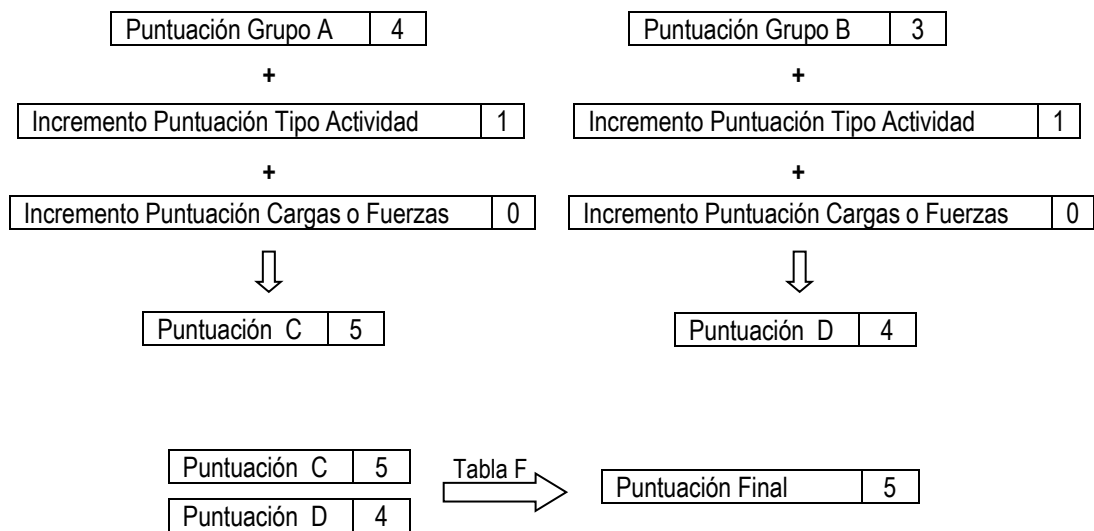 Puntuación Grupo A 4 Puntuación Grupo B 3
+ +
Incremento Puntuación Tipo Actividad 1 Incremento Puntuación Tipo Actividad 1
+ +
Incremento Puntuación Cargas o Fuerzas 0 Incremento Puntuación Cargas o Fuerzas 0
Puntuación C 5 Puntuación D 4
Puntuación C 5 Tabla F Puntuación Final 5
Puntuación D 4